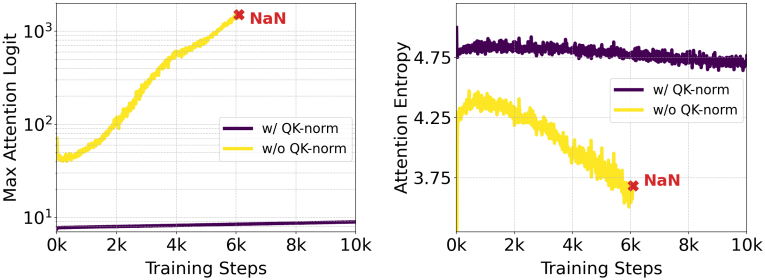 Max Attention Logit
10³
10²
10¹
NaN
w/ QK-norm
w/o QK-norm
0k 2k 4k 6k 8k 10k
Training Steps
Attention Entropy
4.75
4.25
3.75
w/ QK-norm
w/o QK-norm
NaN
0k 2k 4k 6k 8k 10k
Training Steps